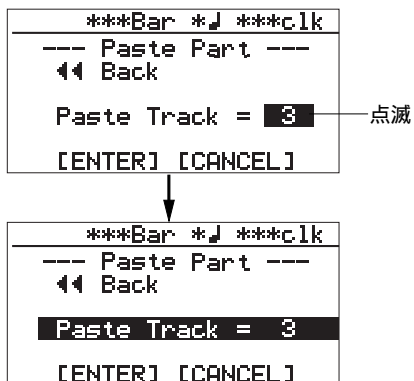 ***Bar *♩ ***clk
--- Paste Part ---
◀◀ Back
Paste Track = 3
点滅
[ENTER] [CANCEL]
***Bar *♩ ***clk
--- Paste Part ---
◀◀ Back
Paste Track = 3
[ENTER] [CANCEL]